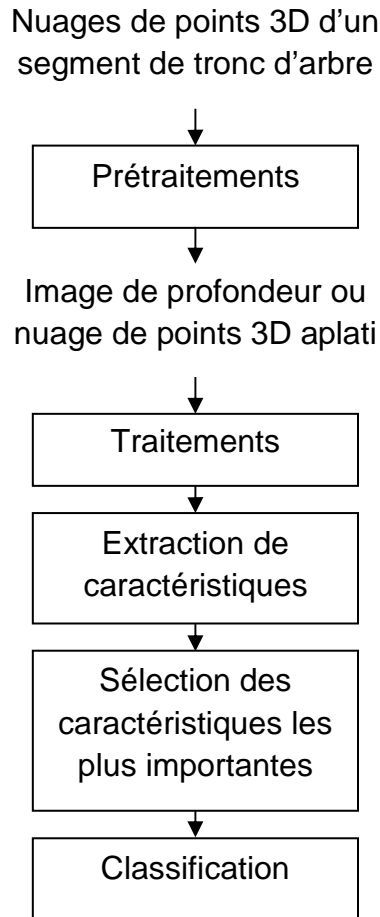 Nuages de points 3D d'un
segment de tronc d'arbre
Prétraitements
Image de profondeur ou
nuage de points 3D aplati
Traitements
Extraction de
caractéristiques
Sélection des
caractéristiques les
plus importantes
Classification